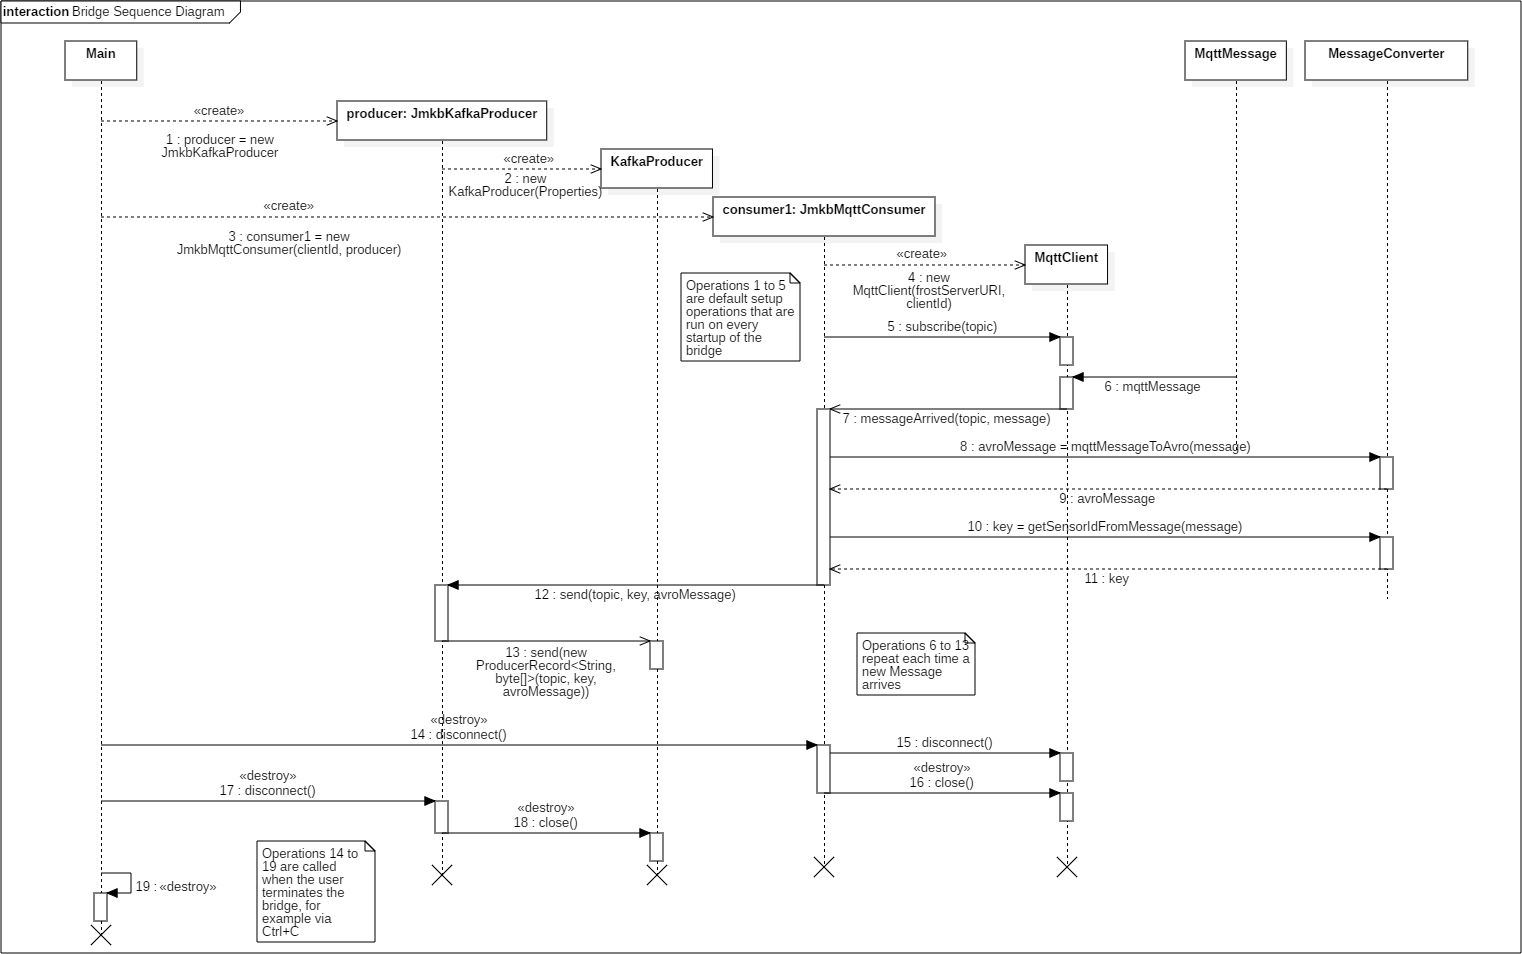 interaction Bridge Sequence Diagram
Main
MqttMessage
MessageConverter
«create»
producer: JmkbKafkaProducer
1 : producer = new
JmkbKafkaProducer
«create»
KafkaProducer
2 : new
KafkaProducer(Properties)
«create»
consumer1: JmkbMqttConsumer
3 : consumer1 = new
JmkbMqttConsumer(clientId, producer)
«create»
MqttClient
4 : new
MqttClient(frostServerURI,
clientId)
Operations 1 to 5
are default setup
operations that are
run on every
startup of the
bridge
5 : subscribe(topic)
6 : mqttMessage
7 : messageArrived(topic, message)
8 : avroMessage = mqttMessageToAvro(message)
9 : avroMessage
10 : key = getSensorIdFromMessage(message)
11 : key
12 : send(topic, key, avroMessage)
13 : send(new
ProducerRecord<String,
byte[]>(topic, key,
avroMessage))
Operations 6 to 13
repeat each time a
new Message
arrives
«destroy»
14 : disconnect()
15 : disconnect()
«destroy»
16 : close()
«destroy»
17 : disconnect()
«destroy»
18 : close()
Operations 14 to
19 are called
when the user
terminates the
bridge, for
example via
Ctrl+C
19 : «destroy»